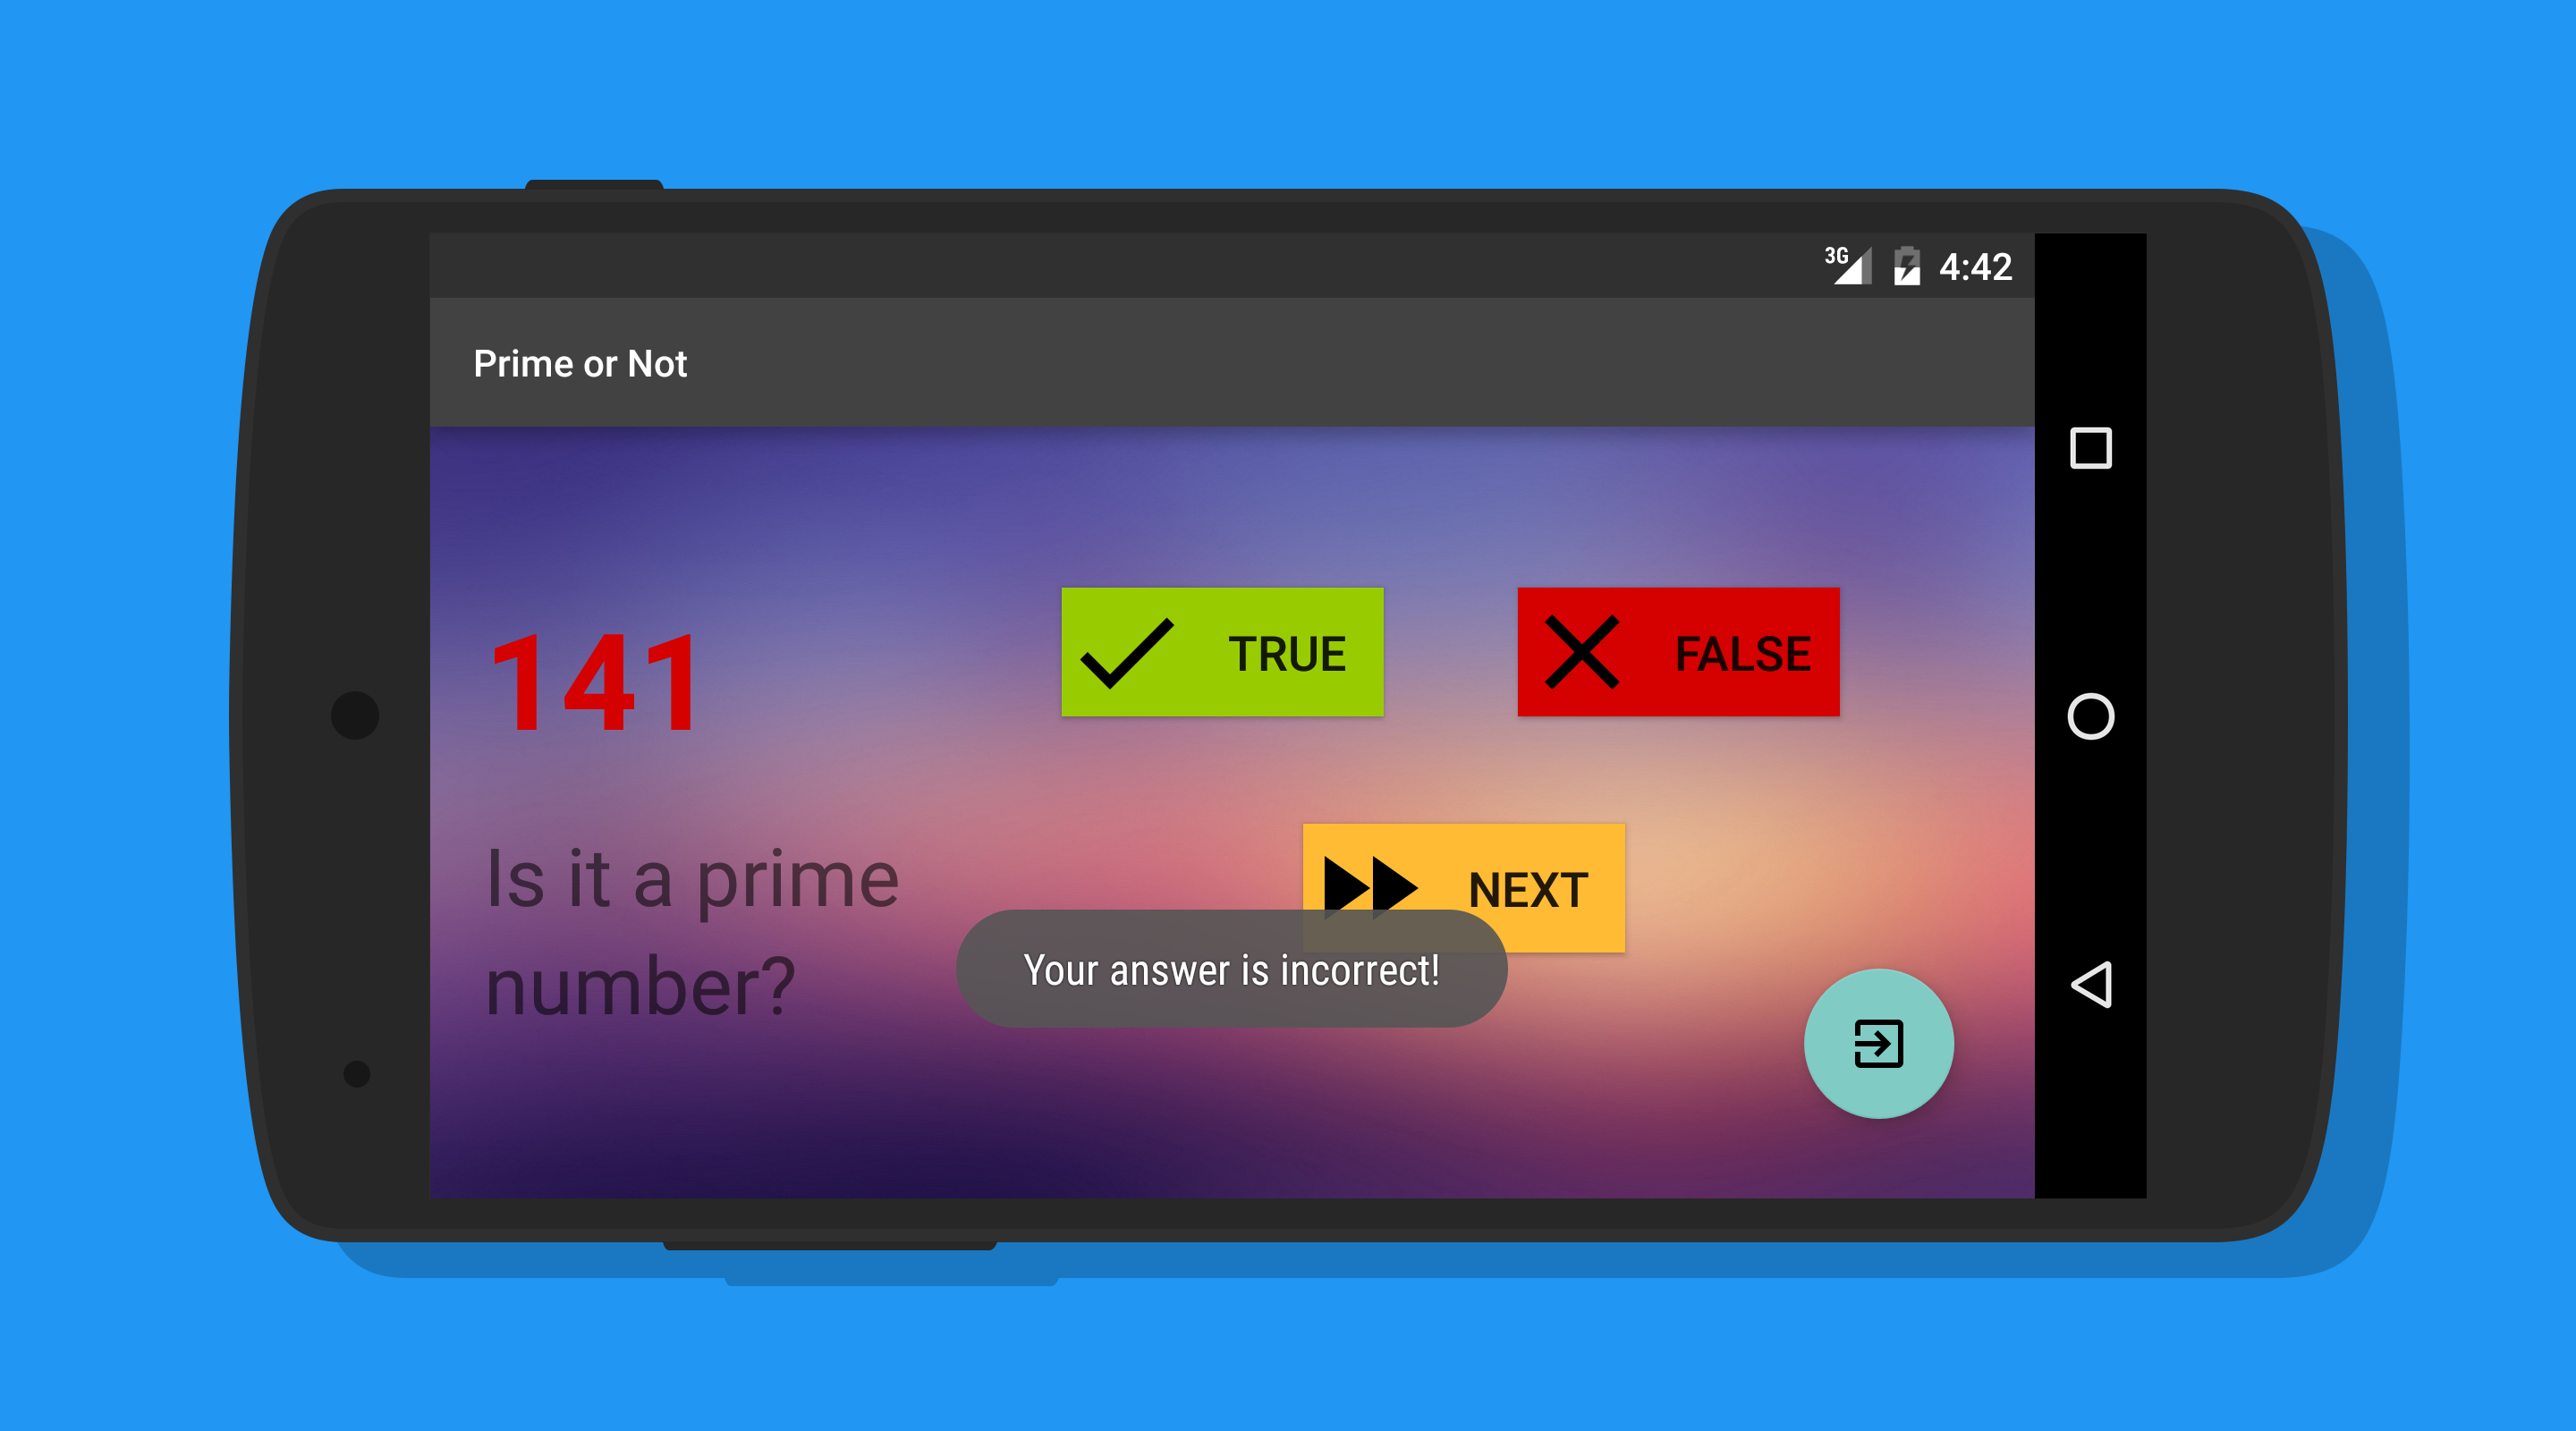 3G 4:42
Prime or Not
141
TRUE
FALSE
Is it a prime
number?
NEXT
Your answer is incorrect!